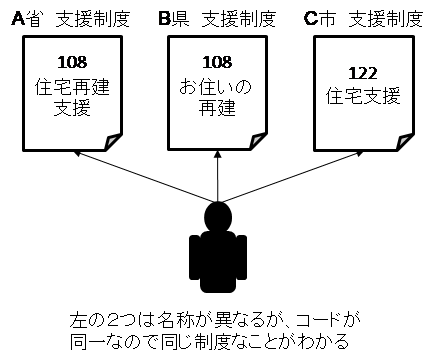 A省　支援制度
B県　支援制度
C市　支援制度
108
住宅再建
支援
108
お住いの
再建
122
住宅支援
左の２つは名称が異なるが、コードが
同一なので同じ制度なことがわかる